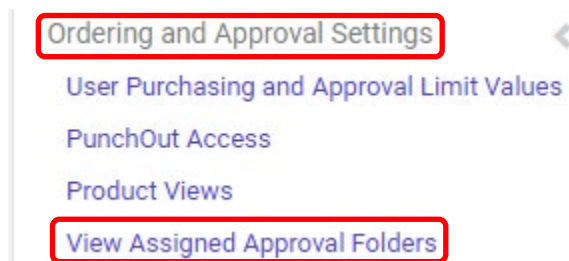 Ordering and Approval Settings
User Purchasing and Approval Limit Values
PunchOut Access
Product Views
View Assigned Approval Folders